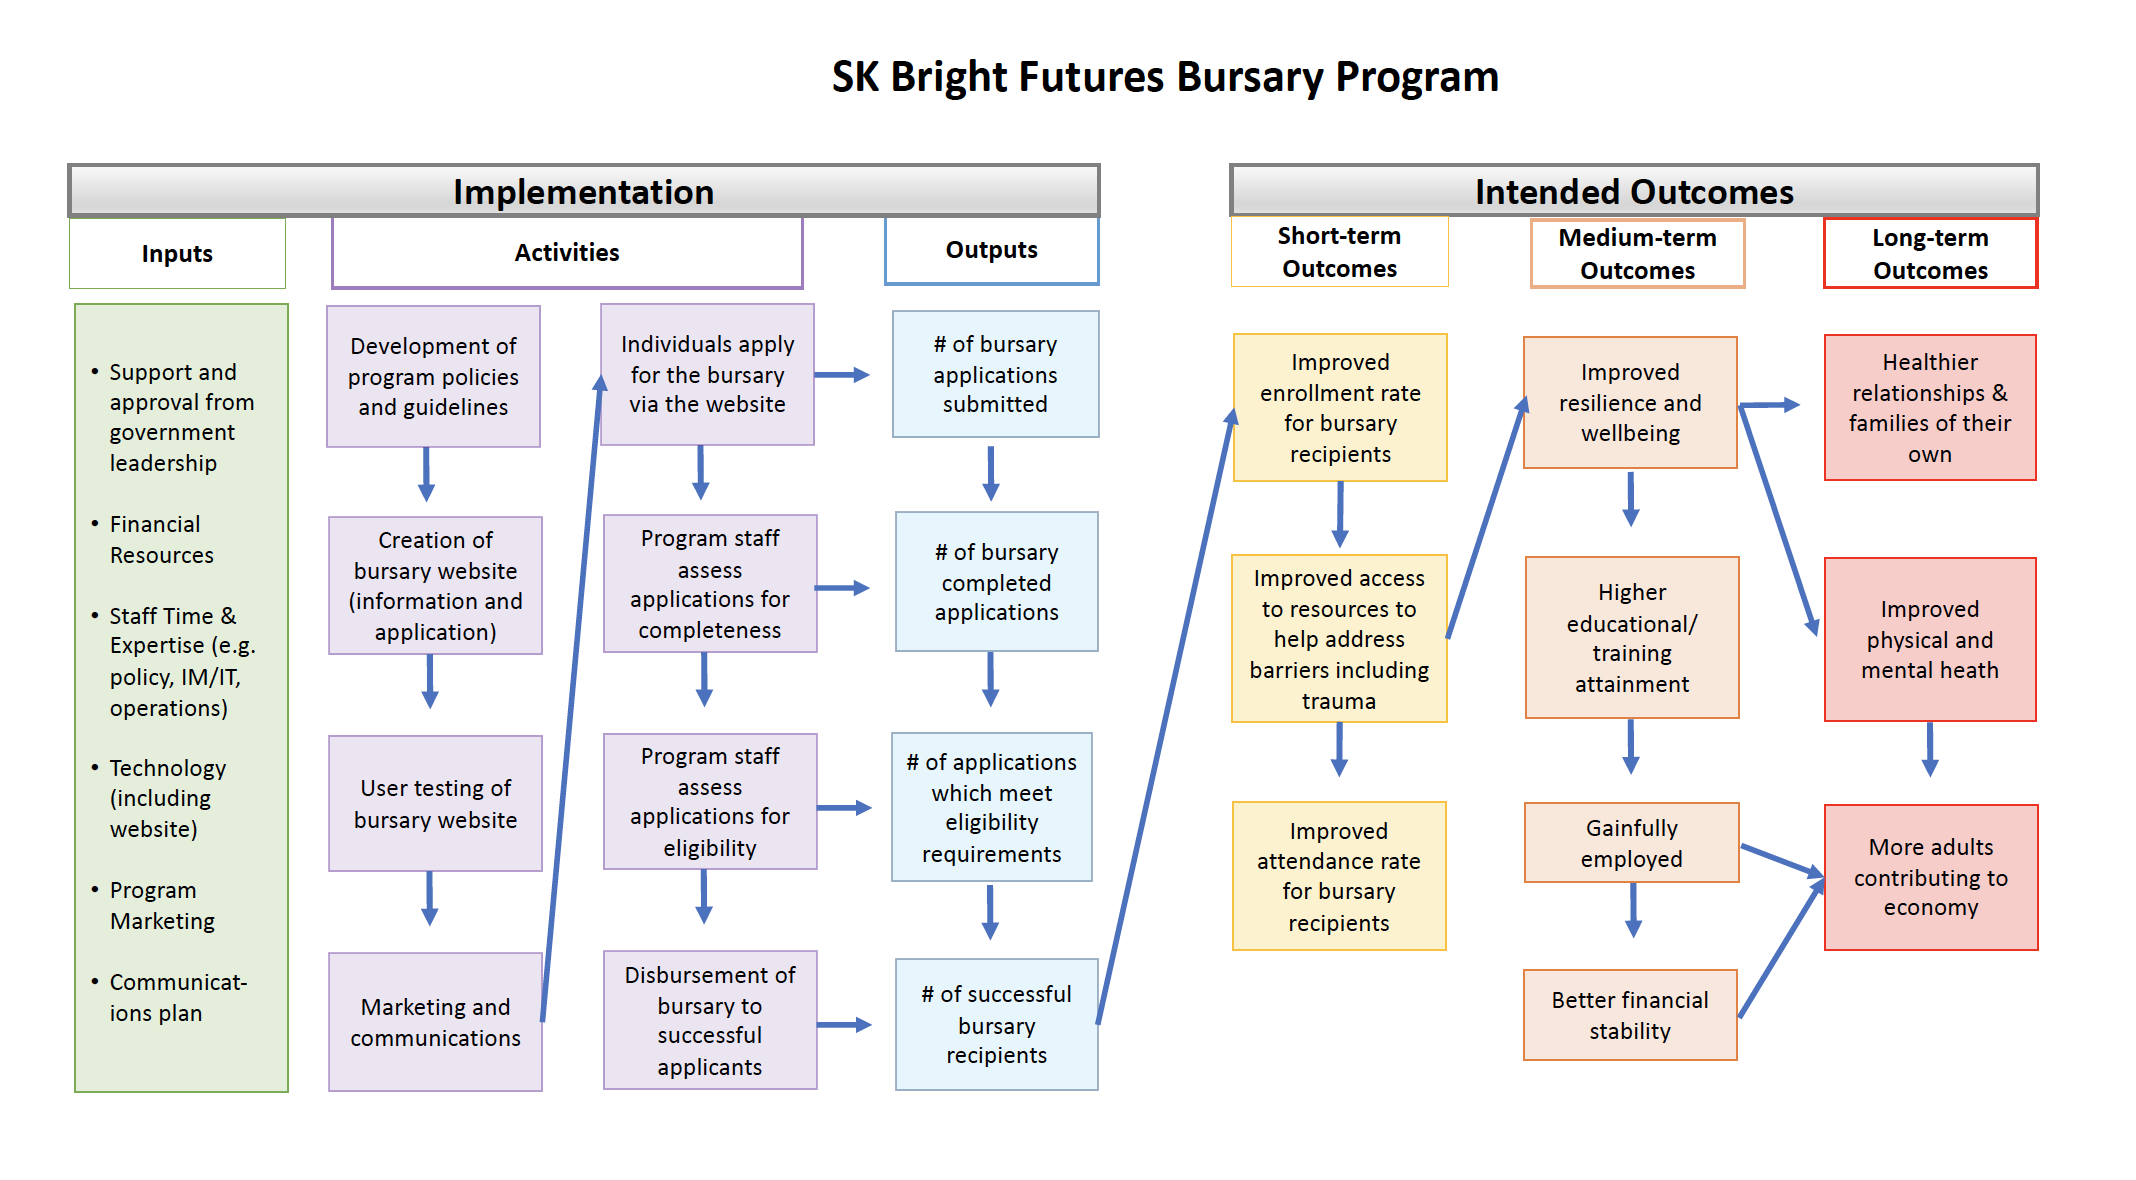 SK Bright Futures Bursary Program
Implementation
Inputs
Activities
Outputs
• Support and
approval from
government
leadership
• Financial
Resources
• Staff Time &
Expertise (e.g.
policy, IM/IT,
operations)
• Technology
(including
website)
• Program
Marketing
• Communicat-
ions plan
Development of
program policies
and guidelines
Creation of
bursary website
(information and
application)
User testing of
bursary website
Marketing and
communications
Individuals apply
for the bursary
via the website
Program staff
assess
applications for
completeness
Program staff
assess
applications for
eligibility
Disbursement of
bursary to
successful
applicants
# of bursary
applications
submitted
# of bursary
completed
applications
# of applications
which meet
eligibility
requirements
# of successful
bursary
recipients
Intended Outcomes
Short-term
Outcomes
Medium-term
Outcomes
Long-term
Outcomes
Improved
enrollment rate
for bursary
recipients
Improved access
to resources to
help address
barriers including
trauma
Improved
attendance rate
for bursary
recipients
Improved
resilience and
wellbeing
Higher
educational/
training
attainment
Gainfully
employed
Better financial
stability
Healthier
relationships &
families of their
own
Improved
physical and
mental heath
More adults
contributing to
economy